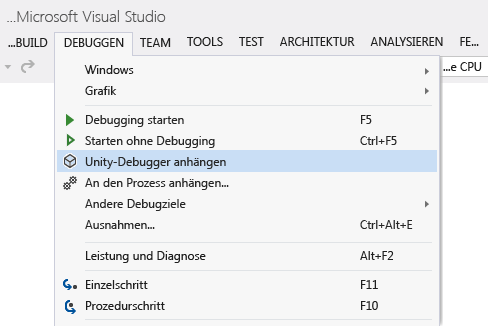 ...Microsoft Visual Studio
...BUILD DEBUGGEN TEAM TOOLS TEST ARCHITEKTUR ANALYSIEREN FE...
...e CPU
Windows
Grafik
Debugging starten F5
Starten ohne Debugging Ctrl+F5
Unity-Debugger anhängen
An den Prozess anhängen...
Andere Debugziele
Ausnahmen... Ctrl+Alt+E
Leistung und Diagnose Alt+F2
Einzelschritt F11
Prozedurschritt F10